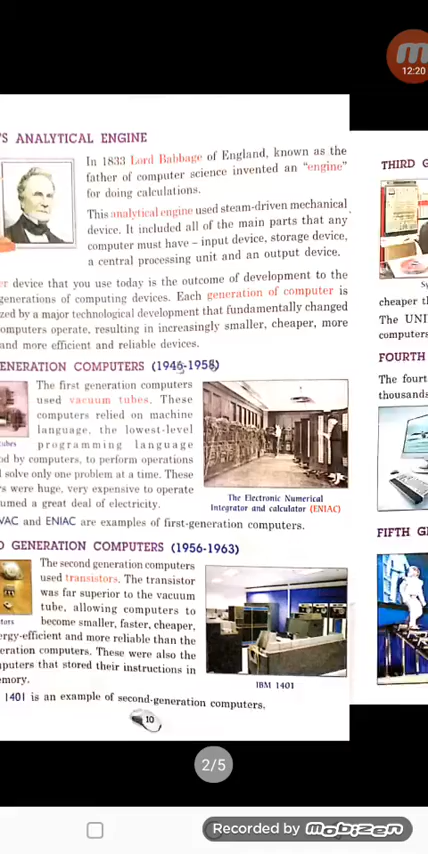 12:20
'S ANALYTICAL ENGINE
In 1833 Lord Babbage of England, known as the
father of computer science invented an "engine"
for doing calculations.
This analytical engine used steam-driven mechanical
device. It included all of the main parts that any
computer must have – input device, storage device,
a central processing unit and an output device.
er device that you use today is the outcome of development to the
generations of computing devices. Each generation of computer is
zed by a major technological development that fundamentally changed
omputers operate, resulting in increasingly smaller, cheaper, more
and more efficient and reliable devices.
ENERATION COMPUTERS (1946-1958)
The first generation computers
used vacuum tubes. These
computers relied on machine
language, the lowest-level
programming language
od by computers, to perform operations
d solve only one problem at a time. These
rs were huge, very expensive to operate
umed a great deal of electricity.
tubes
The Electronic Numerical
Integrator and calculator (ENIAC)
VAC and ENIAC are examples of first-generation computers.
D GENERATION COMPUTERS (1956-1963)
The second generation computers
used transistors. The transistor
was far superior to the vacuum
tube, allowing computers to
become smaller, faster, cheaper,
ergy-efficient and more reliable than the
eration computers. These were also the
puters that stored their instructions in
emory.
tors
IBM 1401
1401 is an example of second-generation computers.
10
THIRD G
Sy
cheaper th
The UNI
computers
FOURTH
The fourt
thousands
FIFTH GE
2/5
Recorded by Mobizen